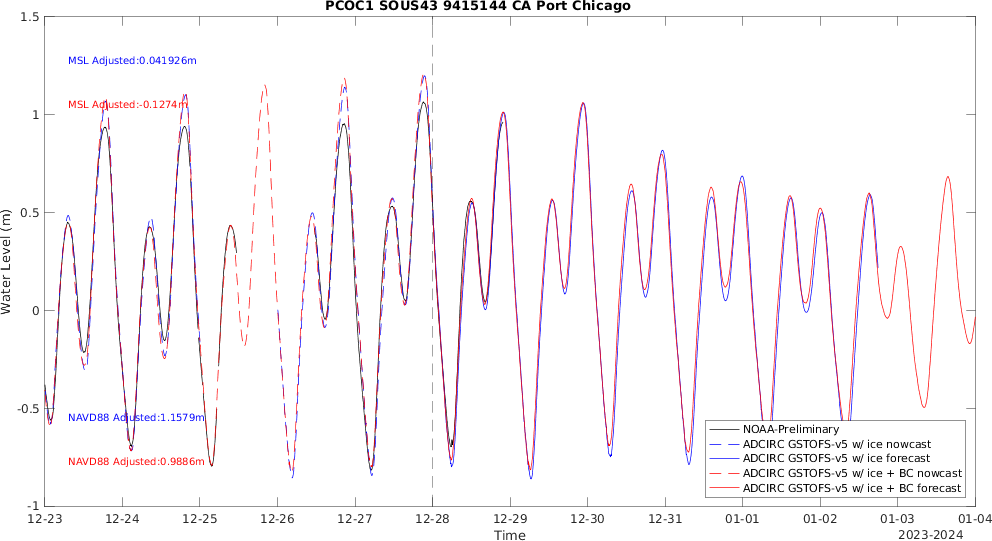 PCOC1 SOUS43 9415144 CA Port Chicago
1.5
MSL Adjusted:0.041926m
MSL Adjusted:-0.1274m
1
0.5
Water Level (m)
0
-0.5
NAVD88 Adjusted:1.1579m
NAVD88 Adjusted:0.9886m
-1
NOAA-Preliminary
ADCIRC GSTOFS-v5 w/ ice nowcast
ADCIRC GSTOFS-v5 w/ ice forecast
ADCIRC GSTOFS-v5 w/ ice + BC nowcast
ADCIRC GSTOFS-v5 w/ ice + BC forecast
12-23 12-24 12-25 12-26 12-27 12-28 12-29 12-30 12-31 01-01 01-02 01-03 01-04
Time
2023-2024